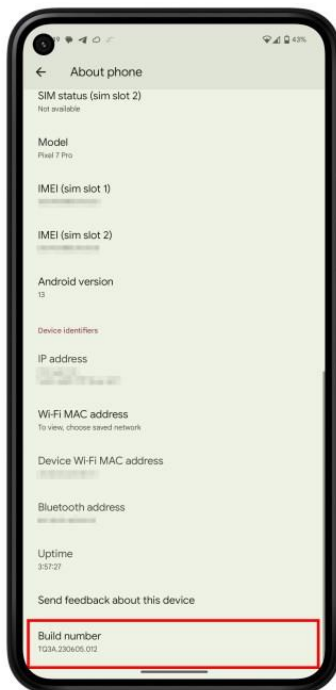 43%
About phone
SIM status (sim slot 2)
Not available
Model
Pixel 7 Pro
IMEI (sim slot 1)
IMEI (sim slot 2)
Android version
13
Device identifiers
IP address
Wi-Fi MAC address
To view, choose saved network
Device Wi-Fi MAC address
Bluetooth address
Uptime
3:57:27
Send feedback about this device
Build number
TQ3A.230605.012